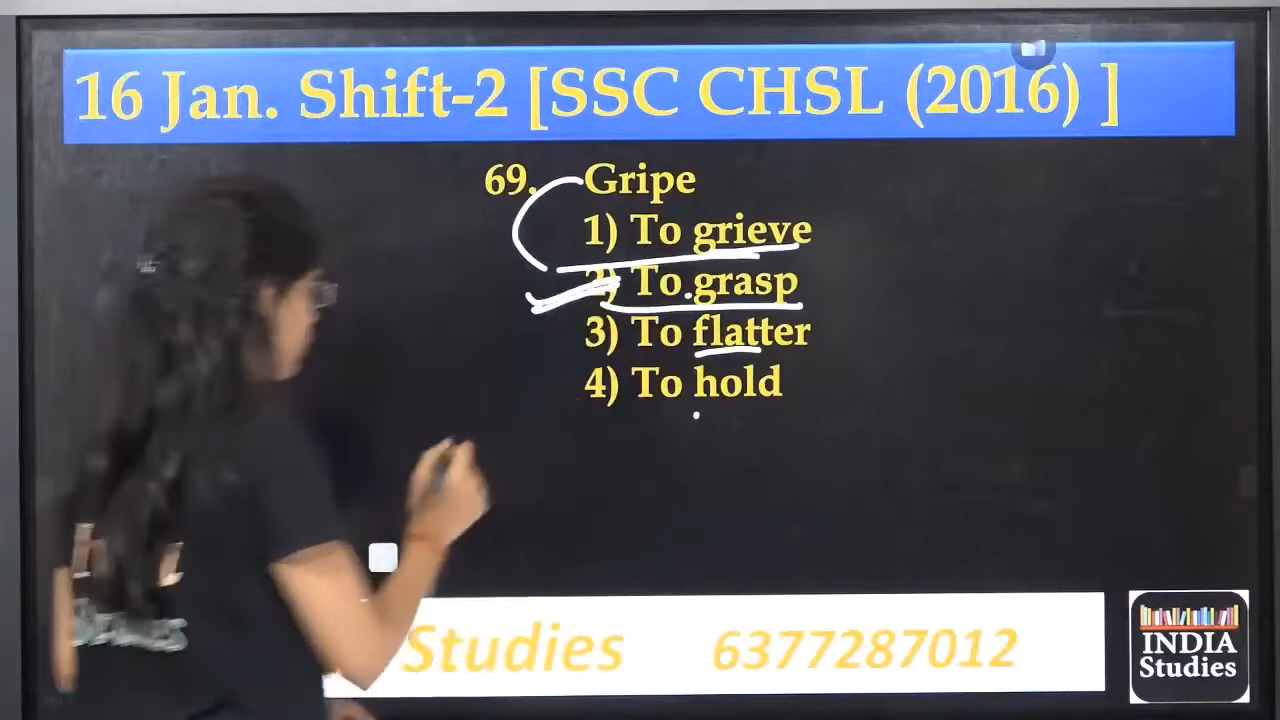 16 Jan. Shift-2 [SSC CHSL (2016) ]
69. Gripe
1) To grieve
2) To grasp
3) To flatter
4) To hold
Studies 6377287012
INDIA
Studies